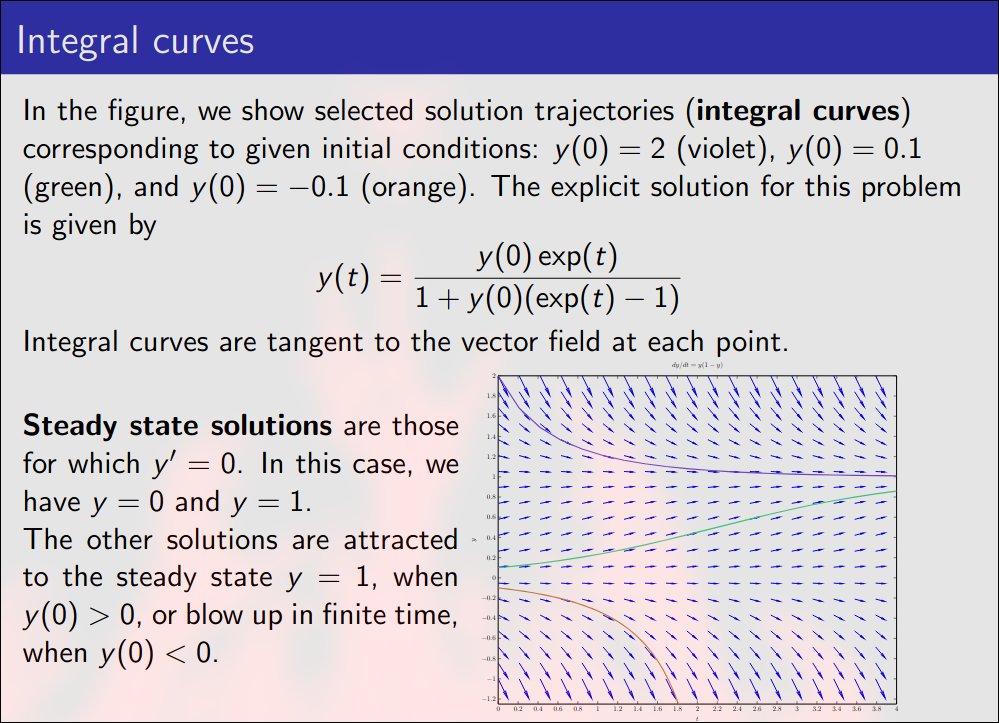 Integral curves
In the figure, we show selected solution trajectories (integral curves)
corresponding to given initial conditions: y(0) = 2 (violet), y(0) = 0.1
(green), and y(0) = −0.1 (orange). The explicit solution for this problem
is given by
y(t) = y(0) exp(t) / 1 + y(0)(exp(t) − 1)
Integral curves are tangent to the vector field at each point.
Steady state solutions are those
for which y′ = 0. In this case, we
have y = 0 and y = 1.
The other solutions are attracted
to the steady state y = 1, when
y(0) > 0, or blow up in finite time,
when y(0) < 0.
dy/dt = y(1 − y)
2
1.8
1.6
1.4
1.2
1
0.8
0.6
0.4
0.2
0
−0.2
−0.4
−0.6
−0.8
−1
−1.2
y
0 0.2 0.4 0.6 0.8 1 1.2 1.4 1.6 1.8 2 2.2 2.4 2.6 2.8 3 3.2 3.4 3.6 3.8 4
t